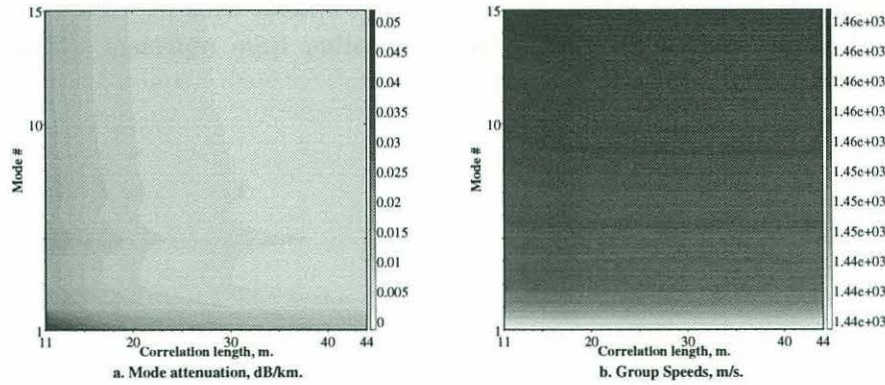 15
10
1
Mode #
11
20
30
40
44
Correlation length, m.
a. Mode attenuation, dB/km.
0.05
0.045
0.04
0.035
0.03
0.025
0.02
0.015
0.01
0.005
0
15
10
1
Mode #
11
20
30
40
44
Correlation length, m.
b. Group Speeds, m/s.
1.46e+03
1.46e+03
1.46e+03
1.46e+03
1.46e+03
1.45e+03
1.45e+03
1.45e+03
1.44e+03
1.44e+03
1.44e+03